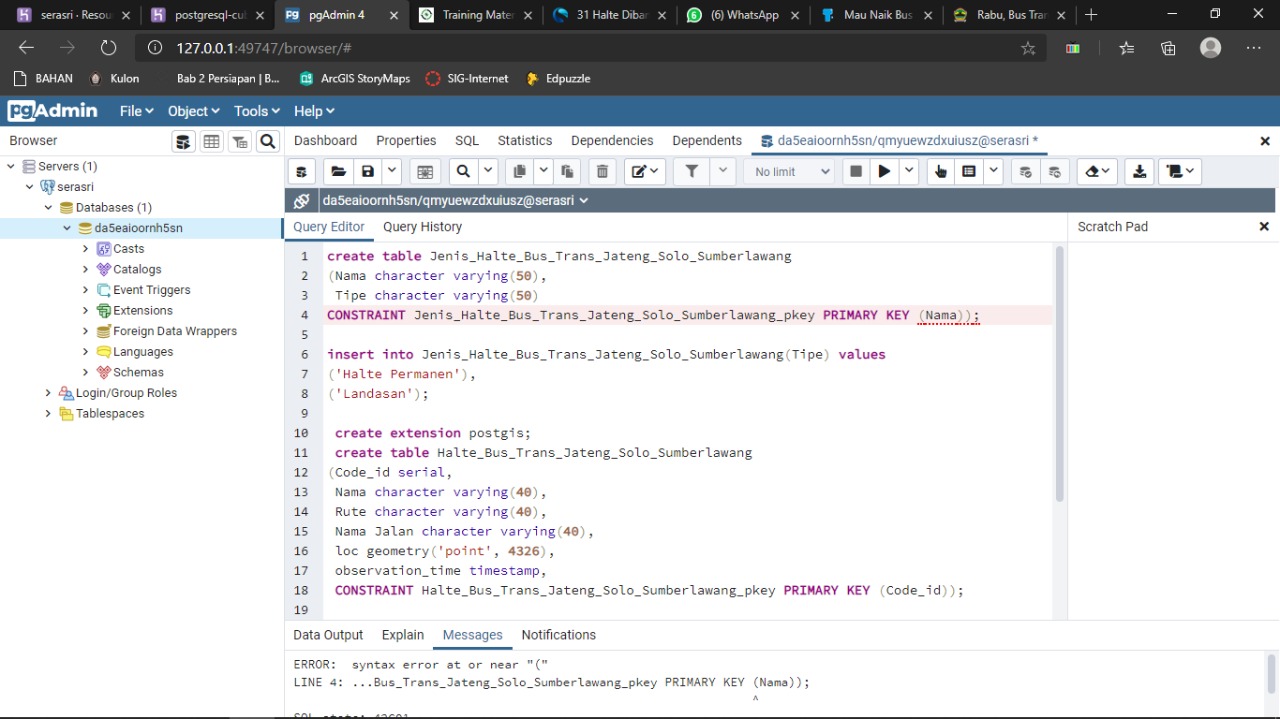 serasri · Resou
postgresql-cub
pgAdmin 4
Training Mater
31 Halte Dibar
(6) WhatsApp
Mau Naik Bus
Rabu, Bus Tran
127.0.0.1:49747/browser/#
BAHAN
Kulon
Bab 2 Persiapan | B...
ArcGIS StoryMaps
SIG-Internet
Edpuzzle
pgAdmin File Object Tools Help
Browser
Dashboard Properties SQL Statistics Dependencies Dependents da5eaioornh5sn/qmyuewzdxuiusz@serasri *
Servers (1)
serasri
Databases (1)
da5eaioornh5sn
Casts
Catalogs
Event Triggers
Extensions
Foreign Data Wrappers
Languages
Schemas
Login/Group Roles
Tablespaces
No limit
da5eaioornh5sn/qmyuewzdxuiusz@serasri
Query Editor Query History
Scratch Pad
1 create table Jenis_Halte_Bus_Trans_Jateng_Solo_Sumberlawang
2 (Nama character varying(50),
3 Tipe character varying(50)
4 CONSTRAINT Jenis_Halte_Bus_Trans_Jateng_Solo_Sumberlawang_pkey PRIMARY KEY (Nama));
5
6 insert into Jenis_Halte_Bus_Trans_Jateng_Solo_Sumberlawang(Tipe) values
7 ('Halte Permanen'),
8 ('Landasan');
9
10 create extension postgis;
11 create table Halte_Bus_Trans_Jateng_Solo_Sumberlawang
12 (Code_id serial,
13 Nama character varying(40),
14 Rute character varying(40),
15 Nama Jalan character varying(40),
16 loc geometry('point', 4326),
17 observation_time timestamp,
18 CONSTRAINT Halte_Bus_Trans_Jateng_Solo_Sumberlawang_pkey PRIMARY KEY (Code_id));
19
Data Output Explain Messages Notifications
ERROR: syntax error at or near "("
LINE 4: ...Bus_Trans_Jateng_Solo_Sumberlawang_pkey PRIMARY KEY (Nama));
^